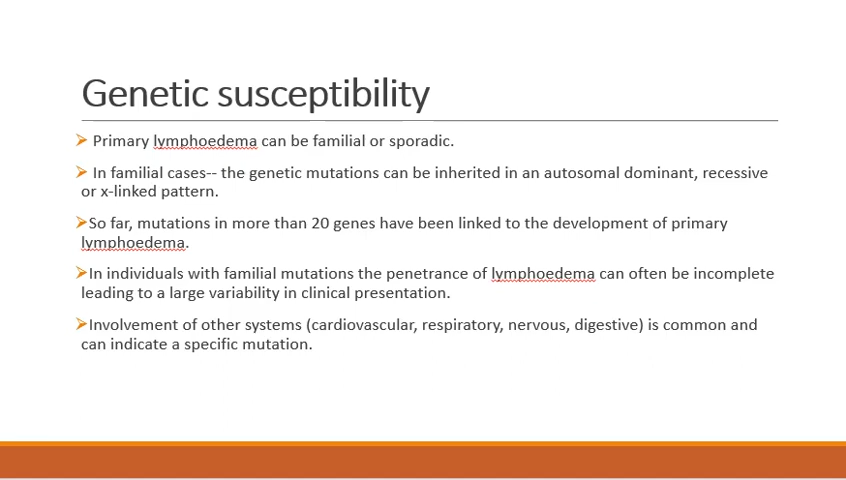 Genetic susceptibility
➢ Primary lymphoedema can be familial or sporadic.
➢ In familial cases-- the genetic mutations can be inherited in an autosomal dominant, recessive
or x-linked pattern.
➢So far, mutations in more than 20 genes have been linked to the development of primary
lymphoedema.
➢In individuals with familial mutations the penetrance of lymphoedema can often be incomplete
leading to a large variability in clinical presentation.
➢Involvement of other systems (cardiovascular, respiratory, nervous, digestive) is common and
can indicate a specific mutation.